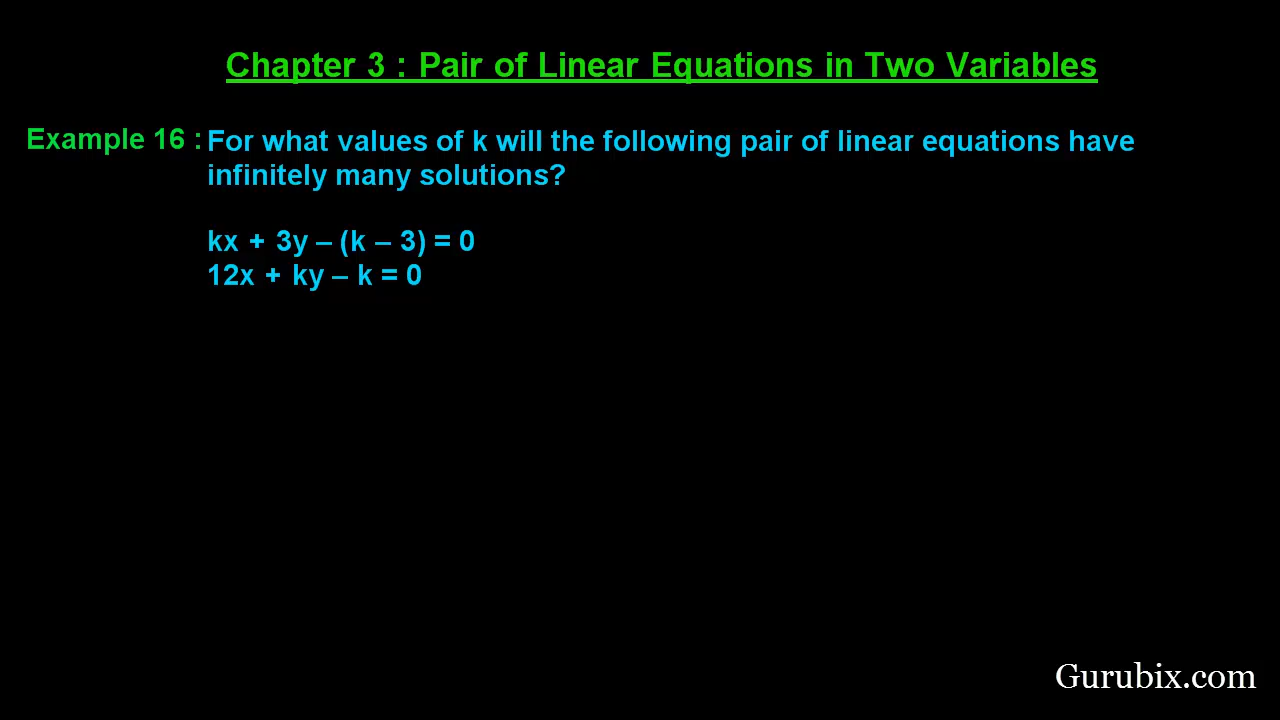 Chapter 3 : Pair of Linear Equations in Two Variables
Example 16 : For what values of k will the following pair of linear equations have
infinitely many solutions?
kx + 3y – (k – 3) = 0
12x + ky – k = 0
Gurubix.com